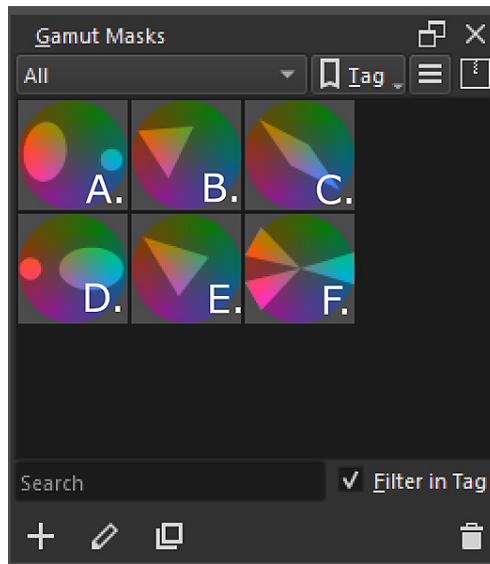 Gamut Masks
All
Tag
A. B. C.
D. E. F.
Search
Filter in Tag